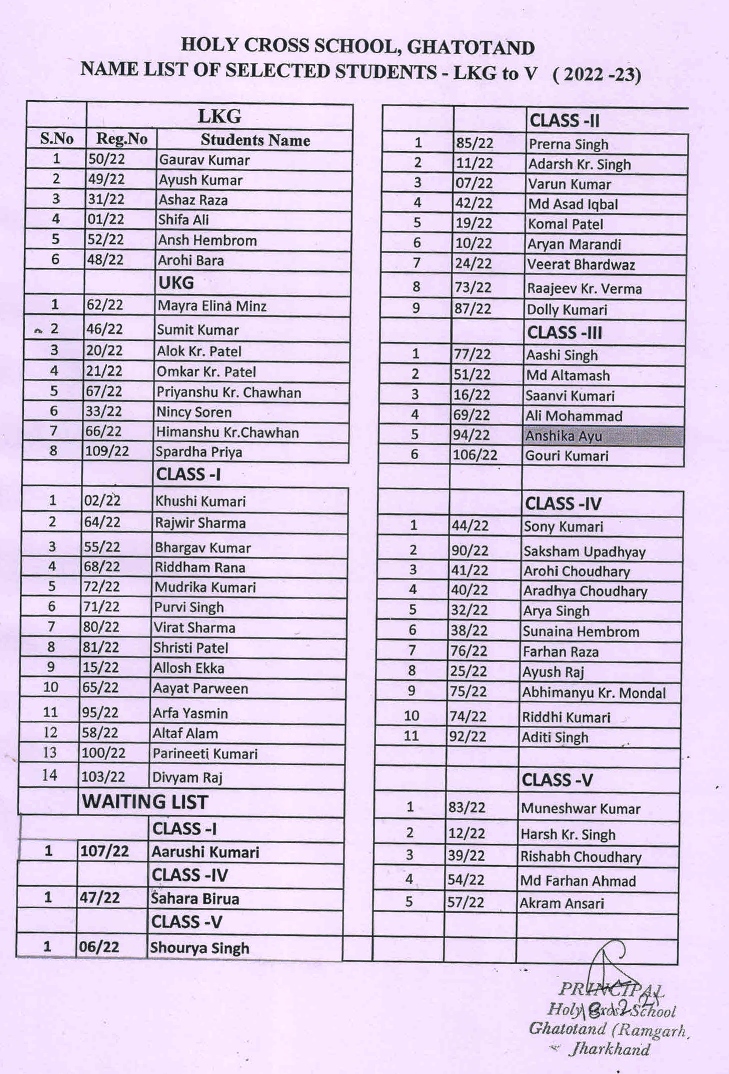 HOLY CROSS SCHOOL, GHATOTAND
NAME LIST OF SELECTED STUDENTS - LKG to V ( 2022 -23)
LKG
S.No Reg.No Students Name
1 50/22 Gaurav Kumar
2 49/22 Ayush Kumar
3 31/22 Ashaz Raza
4 01/22 Shifa Ali
5 52/22 Ansh Hembrom
6 48/22 Arohi Bara
UKG
1 62/22 Mayra Elina Minz
2 46/22 Sumit Kumar
3 20/22 Alok Kr. Patel
4 21/22 Omkar Kr. Patel
5 67/22 Priyanshu Kr. Chawhan
6 33/22 Nincy Soren
7 66/22 Himanshu Kr.Chawhan
8 109/22 Spardha Priya
CLASS -I
1 02/22 Khushi Kumari
2 64/22 Rajwir Sharma
3 55/22 Bhargav Kumar
4 68/22 Riddham Rana
5 72/22 Mudrika Kumari
6 71/22 Purvi Singh
7 80/22 Virat Sharma
8 81/22 Shristi Patel
9 15/22 Allosh Ekka
10 65/22 Aayat Parween
11 95/22 Arfa Yasmin
12 58/22 Altaf Alam
13 100/22 Parineeti Kumari
14 103/22 Divyam Raj
WAITING LIST
CLASS -I
1 107/22 Aarushi Kumari
CLASS -IV
1 47/22 Sahara Birua
CLASS -V
1 06/22 Shourya Singh
CLASS -II
1 85/22 Prerna Singh
2 11/22 Adarsh Kr. Singh
3 07/22 Varun Kumar
4 42/22 Md Asad Iqbal
5 19/22 Komal Patel
6 10/22 Aryan Marandi
7 24/22 Veerat Bhardwaz
8 73/22 Raajeev Kr. Verma
9 87/22 Dolly Kumari
CLASS -III
1 77/22 Aashi Singh
2 51/22 Md Altamash
3 16/22 Saanvi Kumari
4 69/22 Ali Mohammad
5 94/22 Anshika Ayu
6 106/22 Gouri Kumari
CLASS -IV
1 44/22 Sony Kumari
2 90/22 Saksham Upadhyay
3 41/22 Arohi Choudhary
4 40/22 Aradhya Choudhary
5 32/22 Arya Singh
6 38/22 Sunaina Hembrom
7 76/22 Farhan Raza
8 25/22 Ayush Raj
9 75/22 Abhimanyu Kr. Mondal
10 74/22 Riddhi Kumari
11 92/22 Aditi Singh
CLASS -V
1 83/22 Muneshwar Kumar
2 12/22 Harsh Kr. Singh
3 39/22 Rishabh Choudhary
4 54/22 Md Farhan Ahmad
5 57/22 Akram Ansari
PRINCIPAL
Holy Cross School
Ghatotand (Ramgarh,
Jharkhand